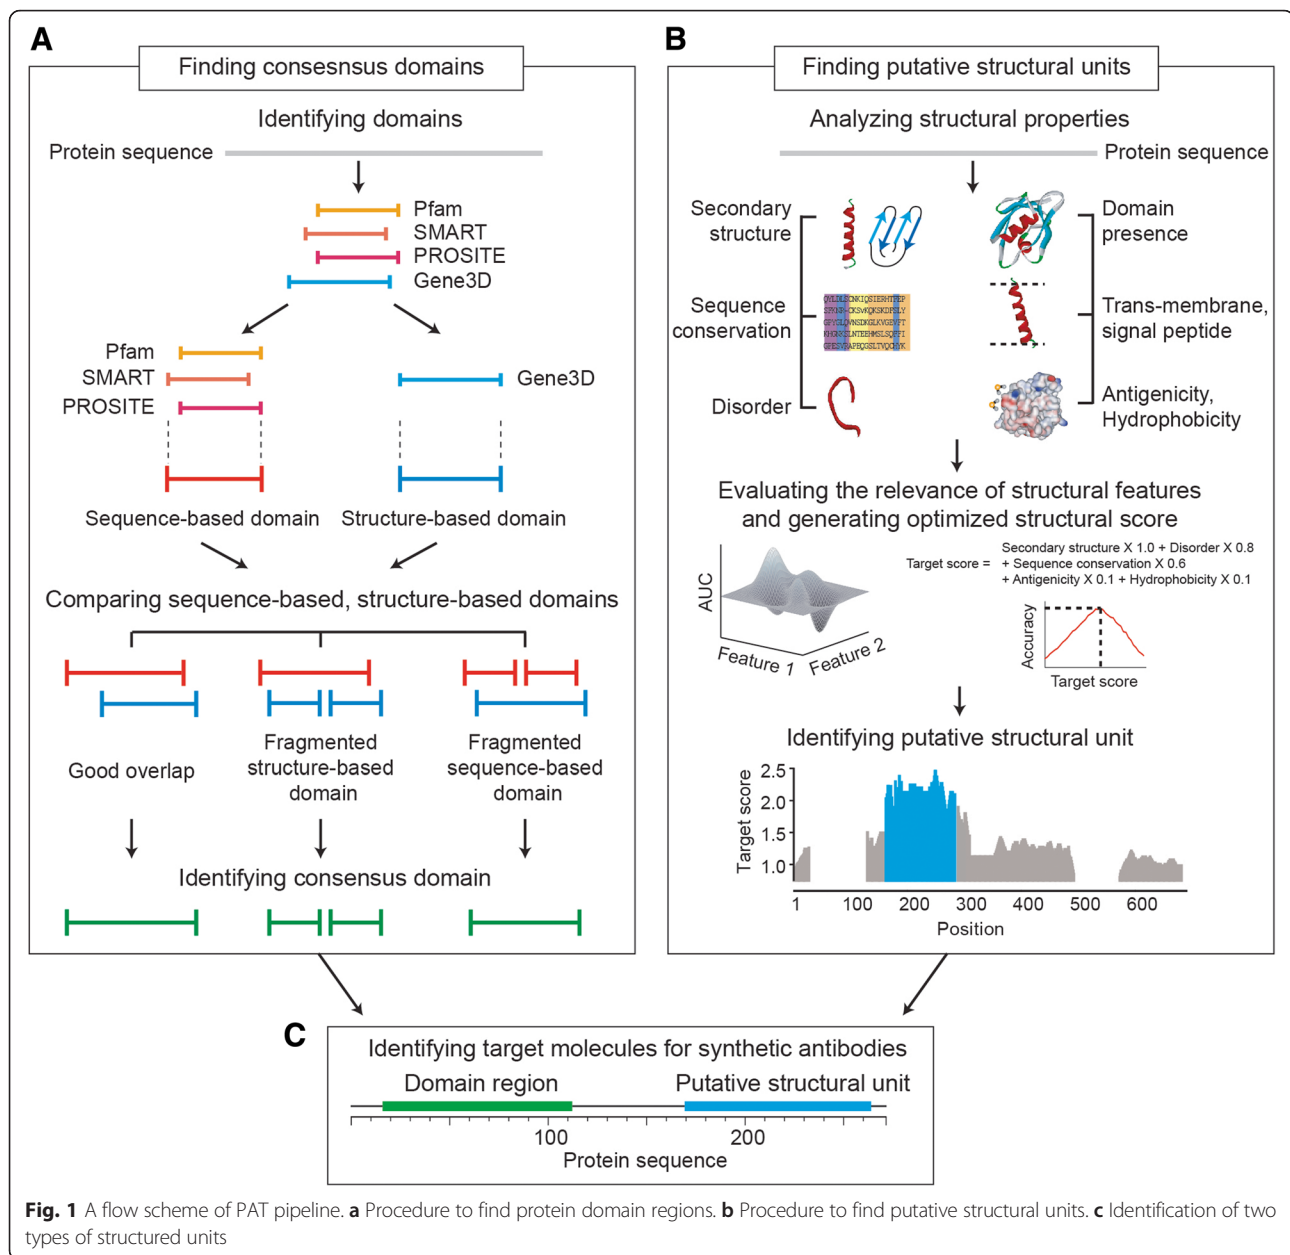 A
Finding consesnsus domains
Identifying domains
Protein sequence
Pfam
SMART
PROSITE
Gene3D
Pfam
SMART
PROSITE
Gene3D
Sequence-based domain
Structure-based domain
Comparing sequence-based, structure-based domains
Good overlap
Fragmented
structure-based
domain
Fragmented
sequence-based
domain
Identifying consensus domain
B
Finding putative structural units
Analyzing structural properties
Protein sequence
Secondary
structure
Domain
presence
Sequence
conservation
Trans-membrane,
signal peptide
Disorder
Antigenicity,
Hydrophobicity
Evaluating the relevance of structural features
and generating optimized structural score
AUC
Feature 1
Feature 2
Secondary structure X 1.0 + Disorder X 0.8
Target score = + Sequence conservation X 0.6
+ Antigenicity X 0.1 + Hydrophobicity X 0.1
Accuracy
Target score
Identifying putative structural unit
Target score
2.5
2.0
1.5
1.0
1 100 200 300 400 500 600
Position
C
Identifying target molecules for synthetic antibodies
Domain region
Putative structural unit
100 200
Protein sequence
Fig. 1 A flow scheme of PAT pipeline. a Procedure to find protein domain regions. b Procedure to find putative structural units. c Identification of two
types of structured units